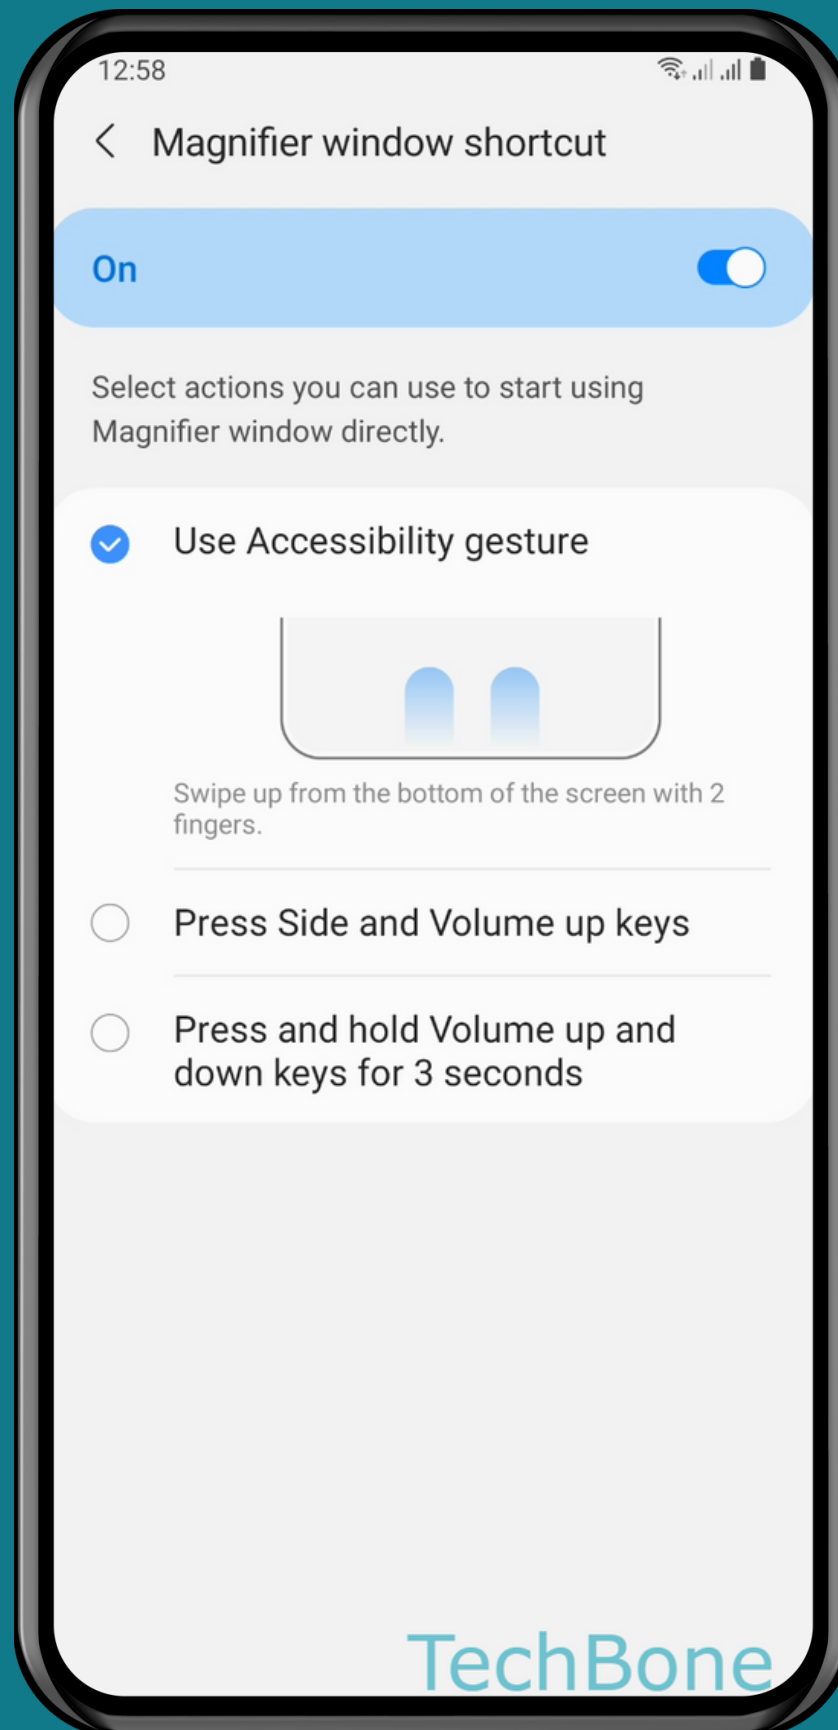 12:58
Magnifier window shortcut
On
Select actions you can use to start using
Magnifier window directly.
Use Accessibility gesture
Swipe up from the bottom of the screen with 2
fingers.
Press Side and Volume up keys
Press and hold Volume up and
down keys for 3 seconds
TechBone